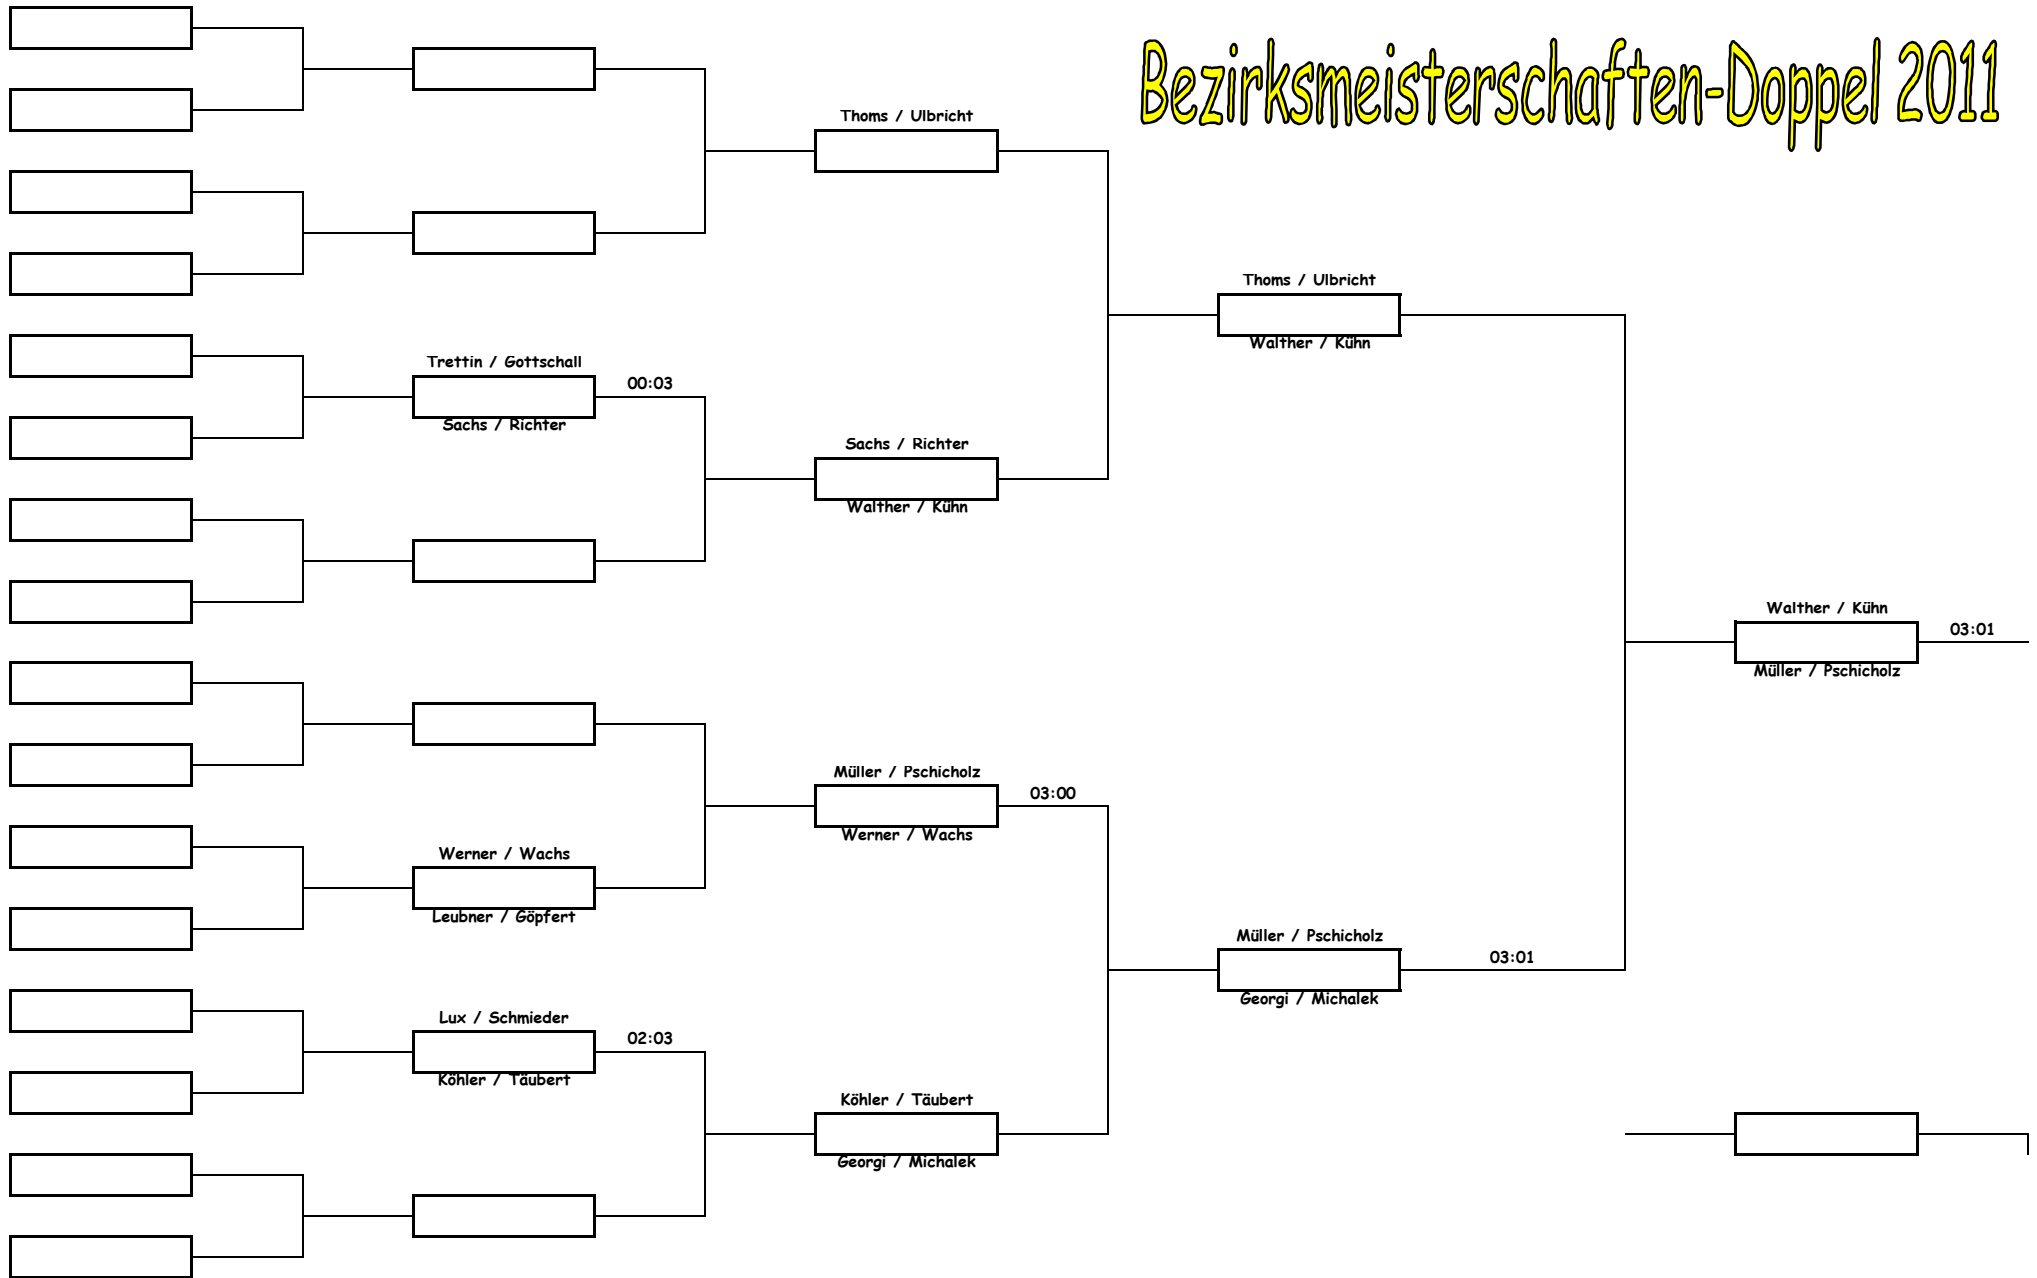 Bezirksmeisterschaften-Doppel 2011
Thoms / Ulbricht
Thoms / Ulbricht
Walther / Kühn
Trettin / Gottschall
00:03
Sachs / Richter
Sachs / Richter
Walther / Kühn
Walther / Kühn
03:01
Müller / Pschicholz
Müller / Pschicholz
03:00
Werner / Wachs
Werner / Wachs
Leubner / Göpfert
Müller / Pschicholz
03:01
Georgi / Michalek
Lux / Schmieder
02:03
Köhler / Täubert
Köhler / Täubert
Georgi / Michalek